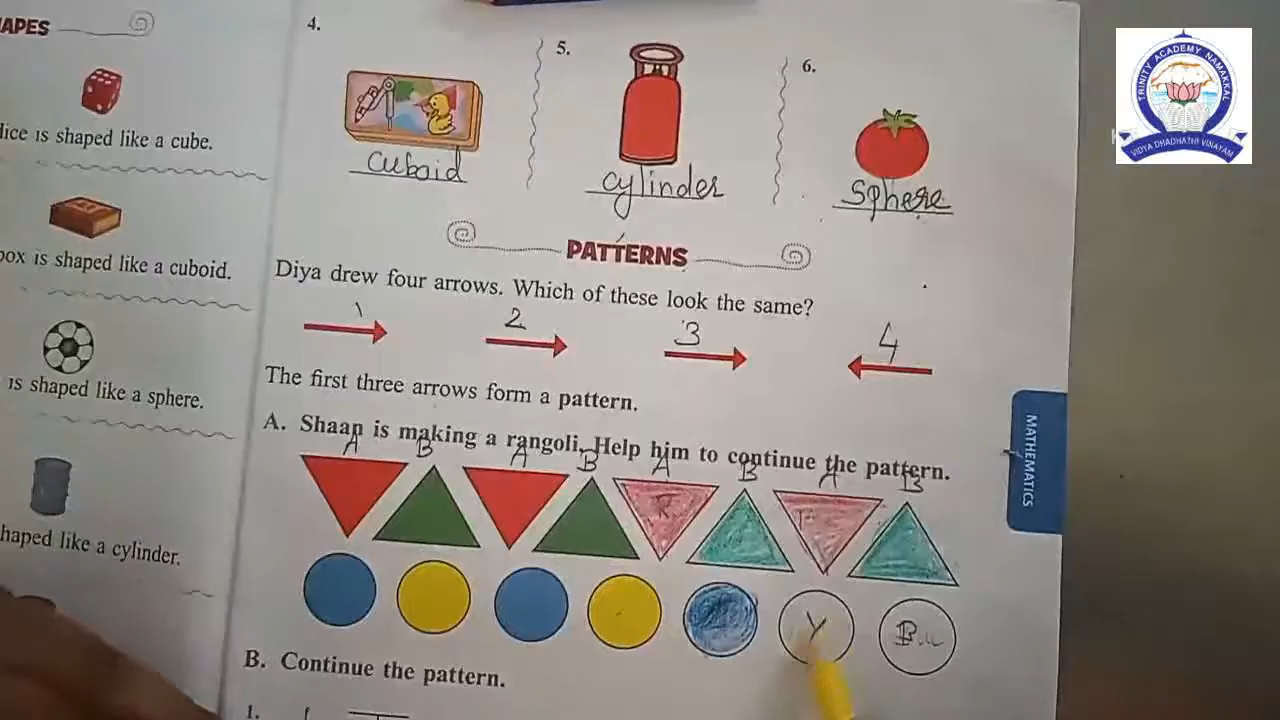 APES
dice is shaped like a cube.
box is shaped like a cuboid.
is shaped like a sphere.
haped like a cylinder.
4.
cuboid
5.
cylinder
6.
Sphere
PATTERNS
Diya drew four arrows. Which of these look the same?
1 2 3 4
The first three arrows form a pattern.
A. Shaan is making a rangoli. Help him to continue the pattern.
A B A B A B A B
R
Y
B. Continue the pattern.
1.
MATHEMATICS
TRINITY ACADEMY NAMAKKAL
VIDYA DHADHATHI VINAYAM